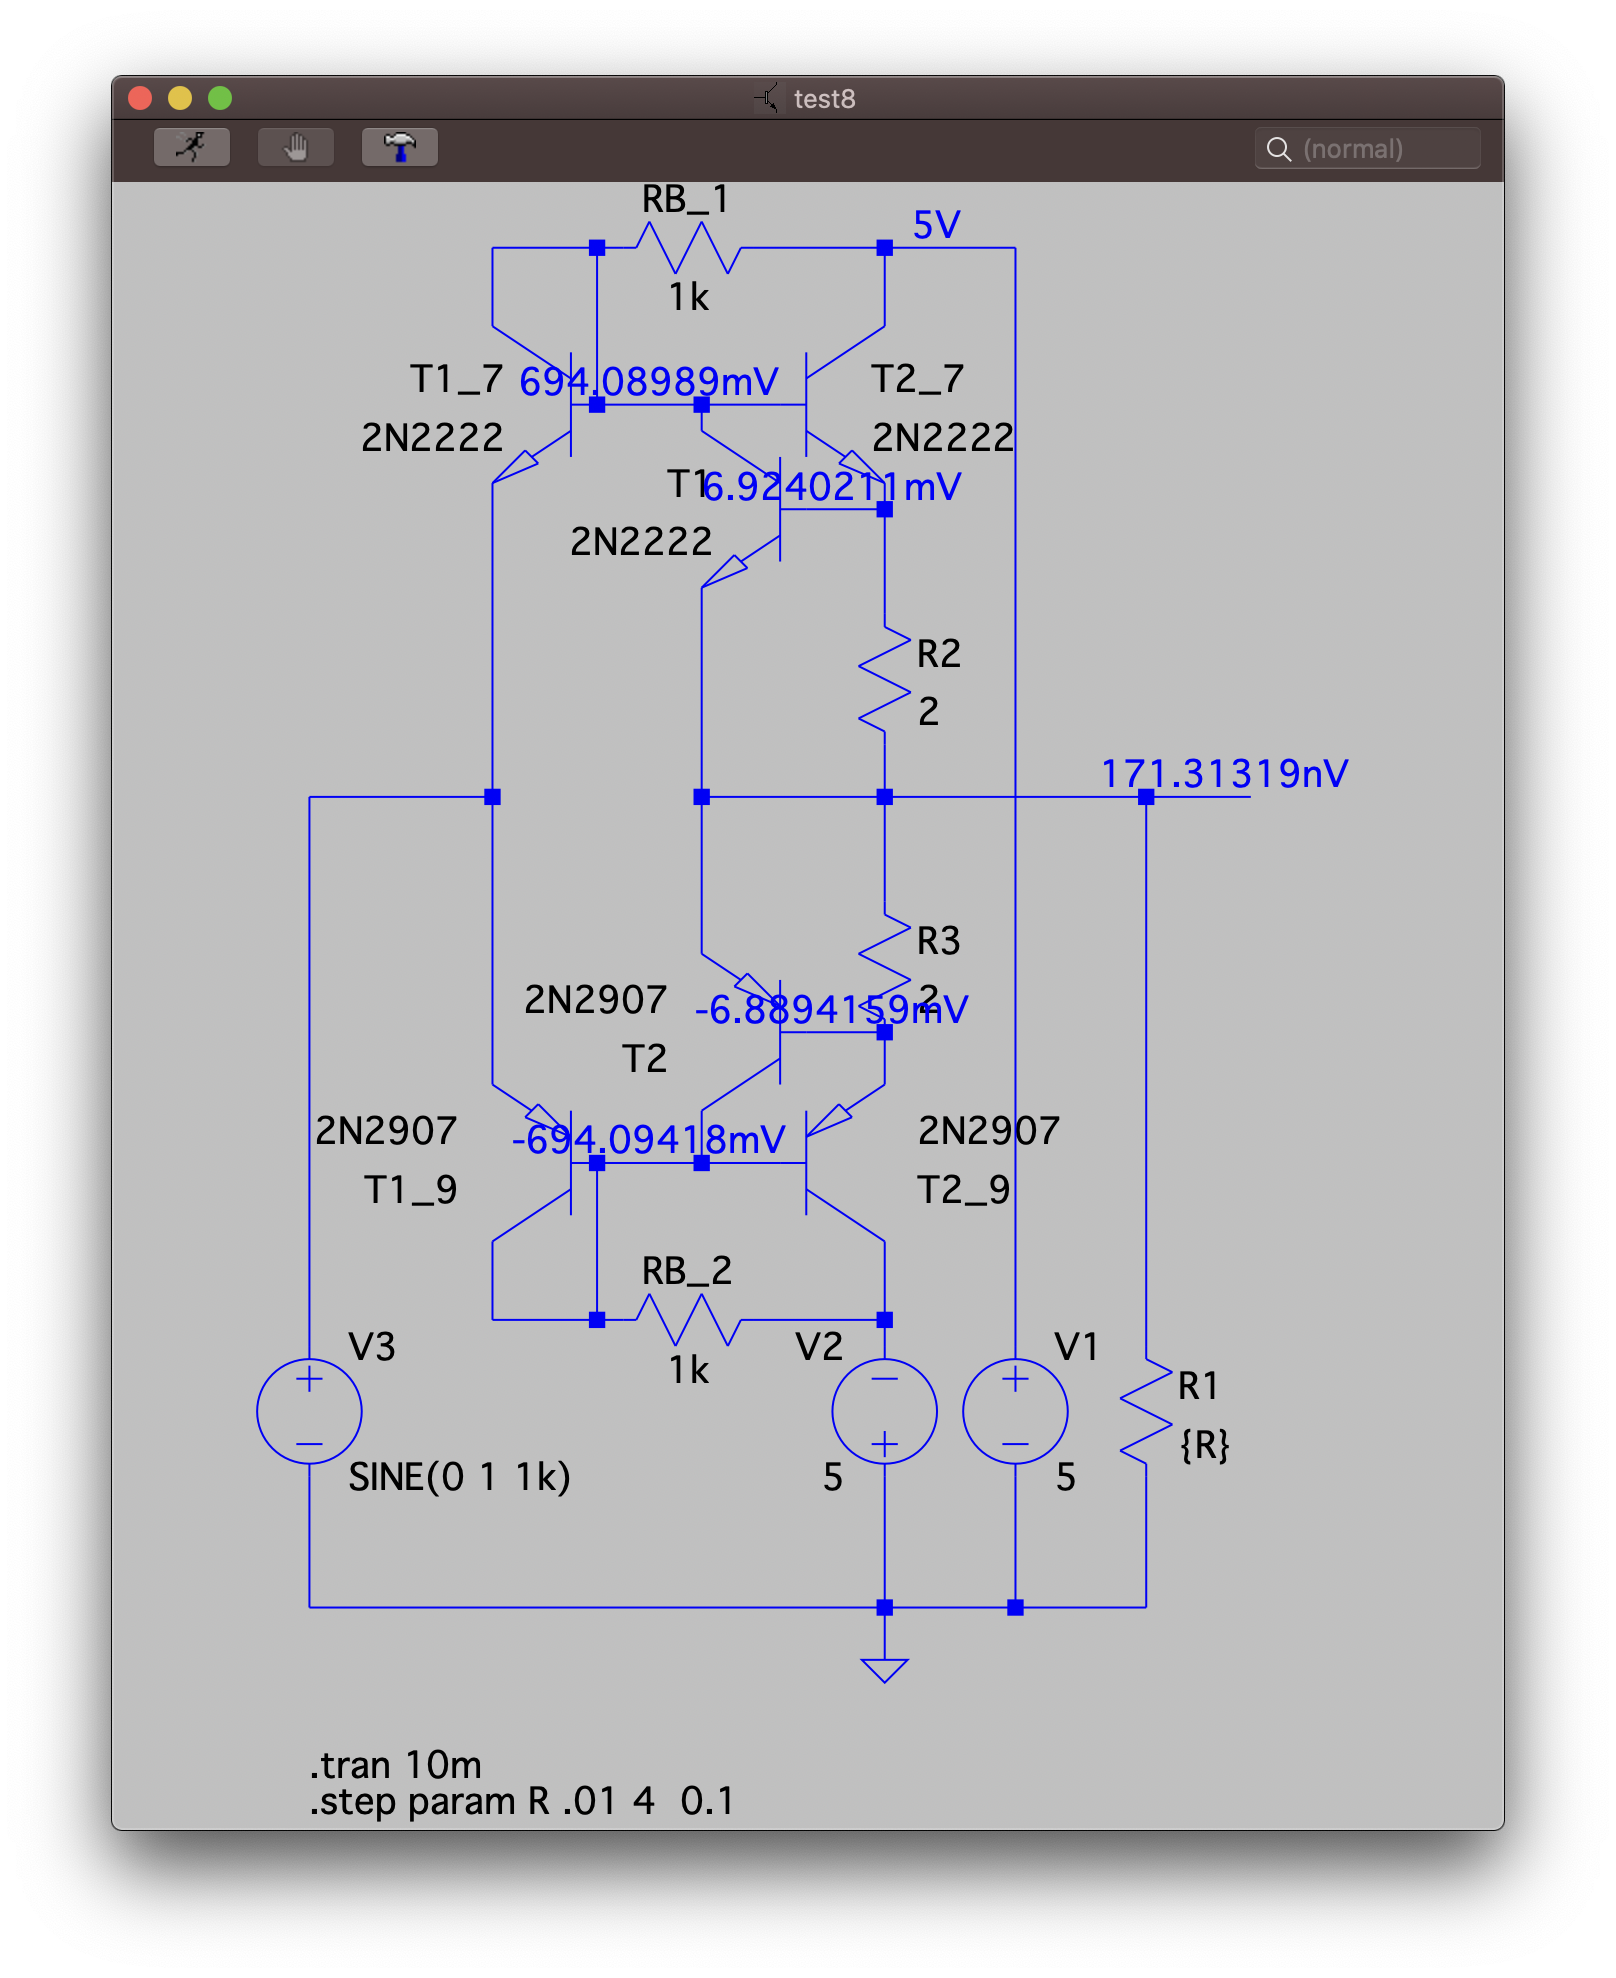 test8
(normal)
RB_1
5V
1k
T1_7
694.08989mV
T2_7
2N2222
2N2222
T1
6.9240211mV
2N2222
R2
2
171.31319nV
R3
2N2907
2
-6.8894159mV
T2
2N2907
-694.09418mV
2N2907
T1_9
T2_9
RB_2
V3
V2
V1
1k
R1
{R}
SINE(0 1 1k)
5
5
.tran 10m
.step param R .01 4 0.1